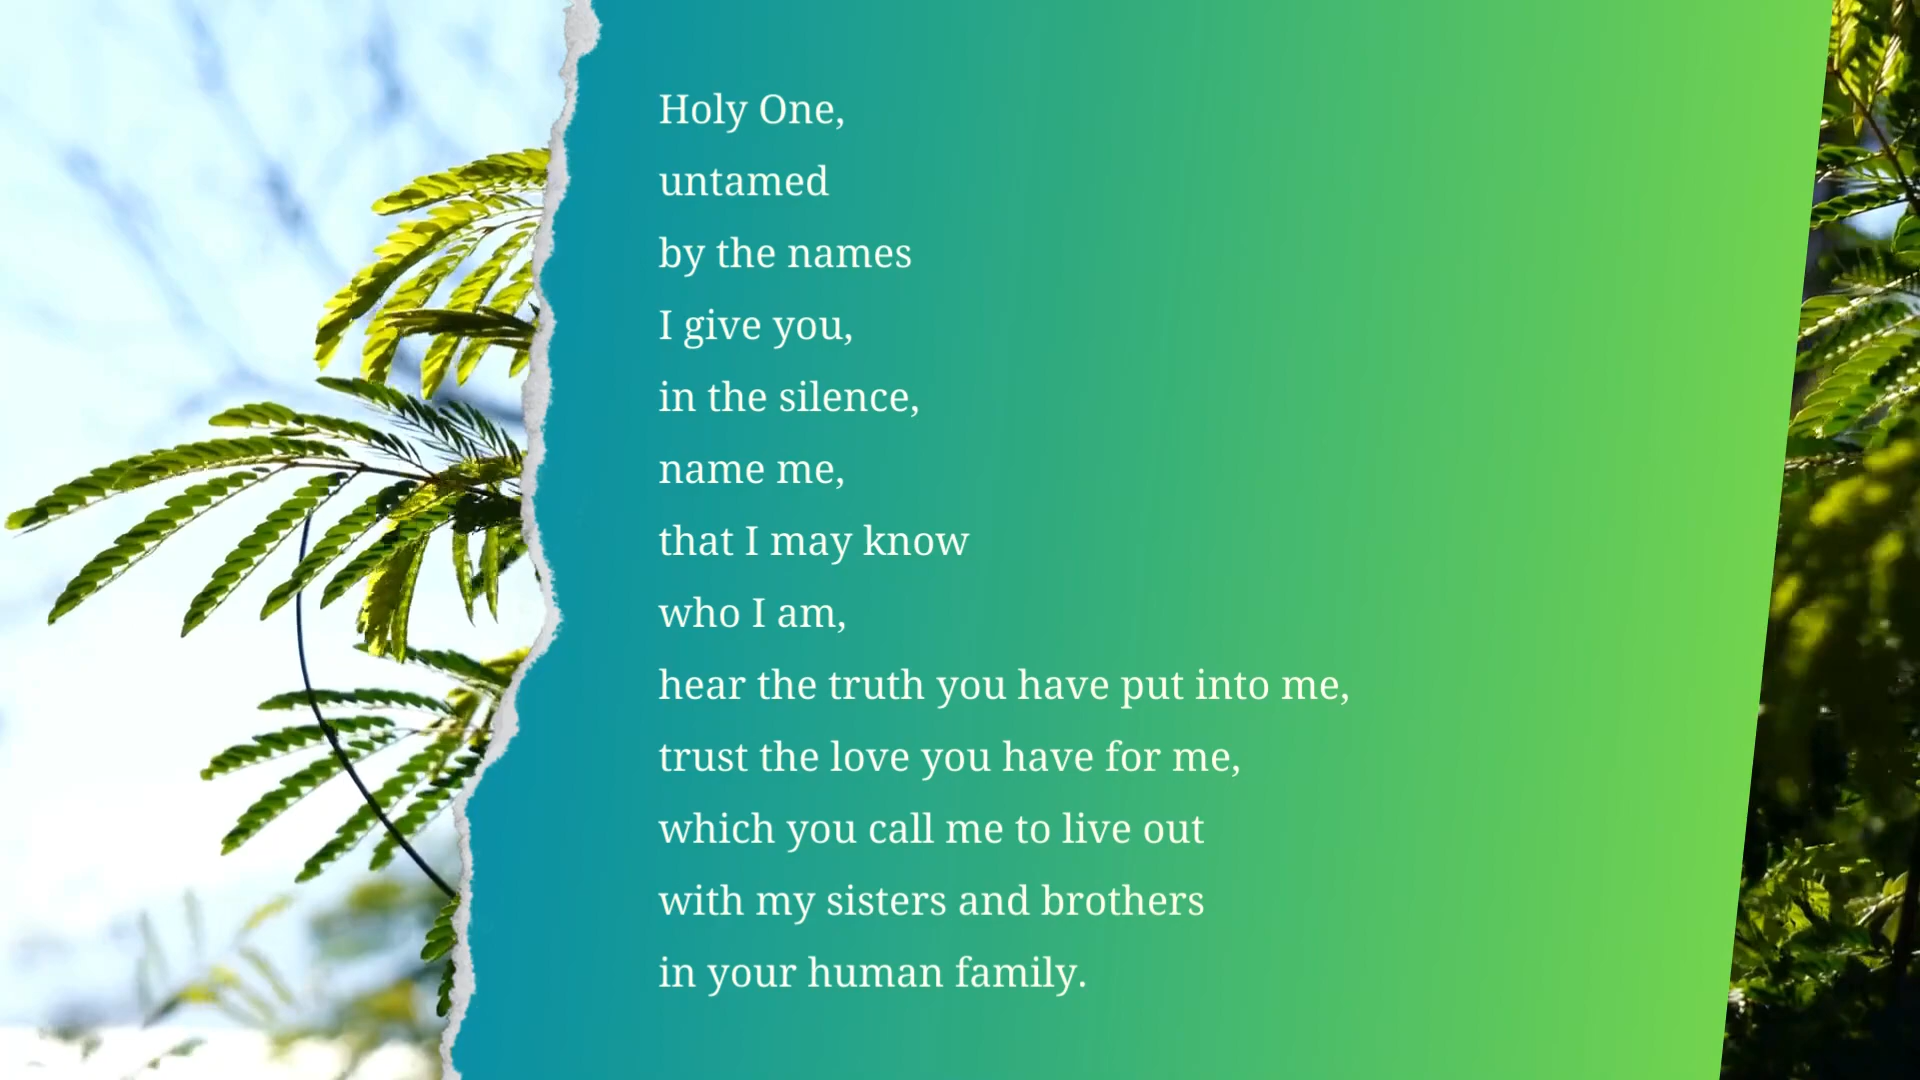 Holy One,
untamed
by the names
I give you,
in the silence,
name me,
that I may know
who I am,
hear the truth you have put into me,
trust the love you have for me,
which you call me to live out
with my sisters and brothers
in your human family.